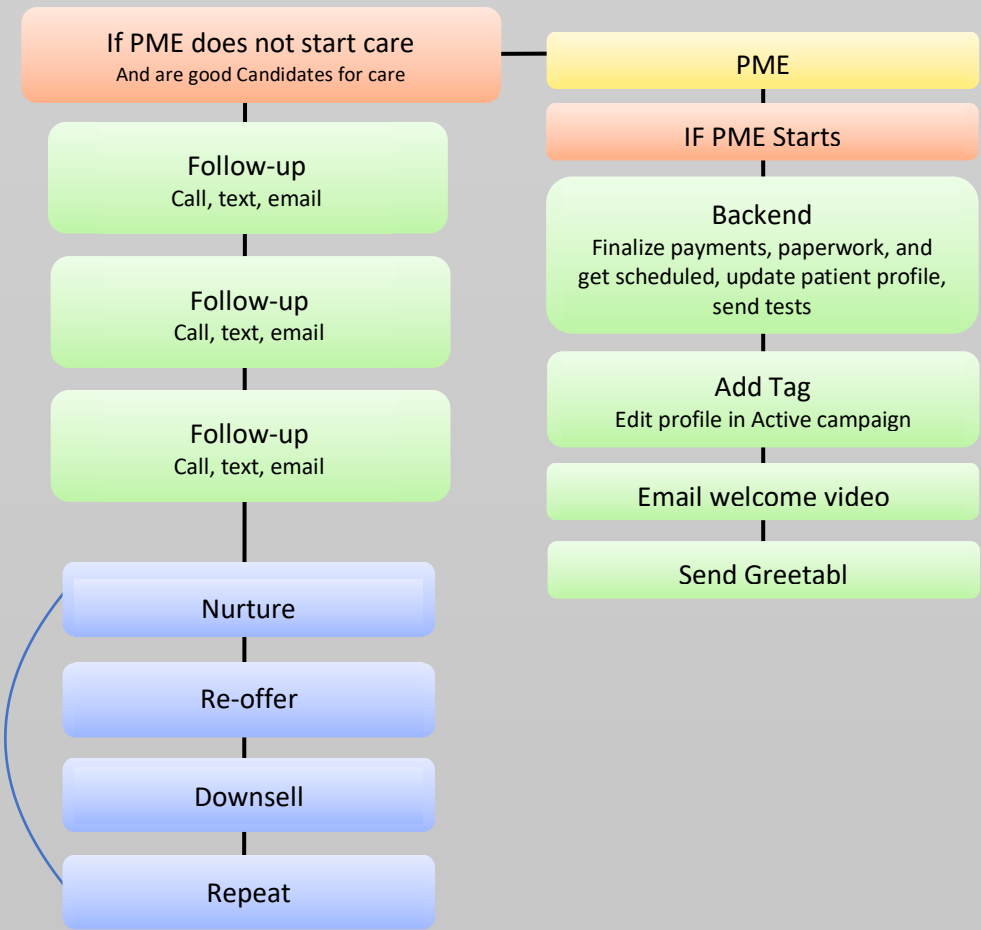 If PME does not start care
And are good Candidates for care
Follow-up
Call, text, email
Follow-up
Call, text, email
Follow-up
Call, text, email
Nurture
Re-offer
Downsell
Repeat
PME
IF PME Starts
Backend
Finalize payments, paperwork, and
get scheduled, update patient profile,
send tests
Add Tag
Edit profile in Active campaign
Email welcome video
Send Greetabl